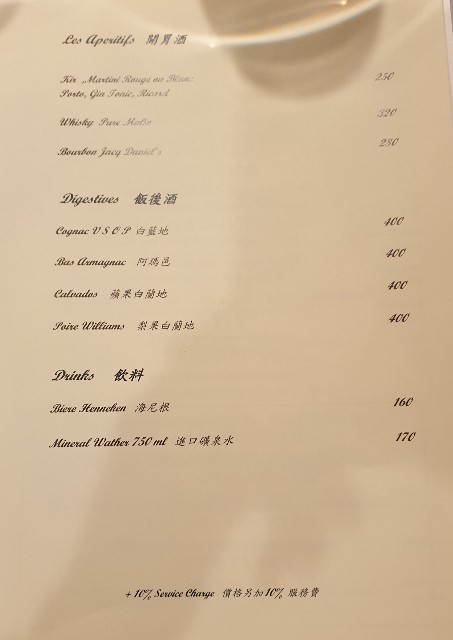 Les Aperitifs 開胃酒
Kir , Martini Rouge ou Blanc 250
Porto, Gin Tonic, Ricard
Whisky Pure Malts 320
Bourbon Jacq Daniel's 280
Digestives 飯後酒
Cognac V S O P 白藍地 400
Bas Armagnac 阿瑪邑 400
Calvados 蘋果白蘭地 400
Poire Williams 梨果白蘭地 400
Drinks 飲料
Biere Hennehen 海尼根 160
Mineral Wather 750 ml 進口礦泉水 170
+ 10% Service Charge 價格另加10% 服務費